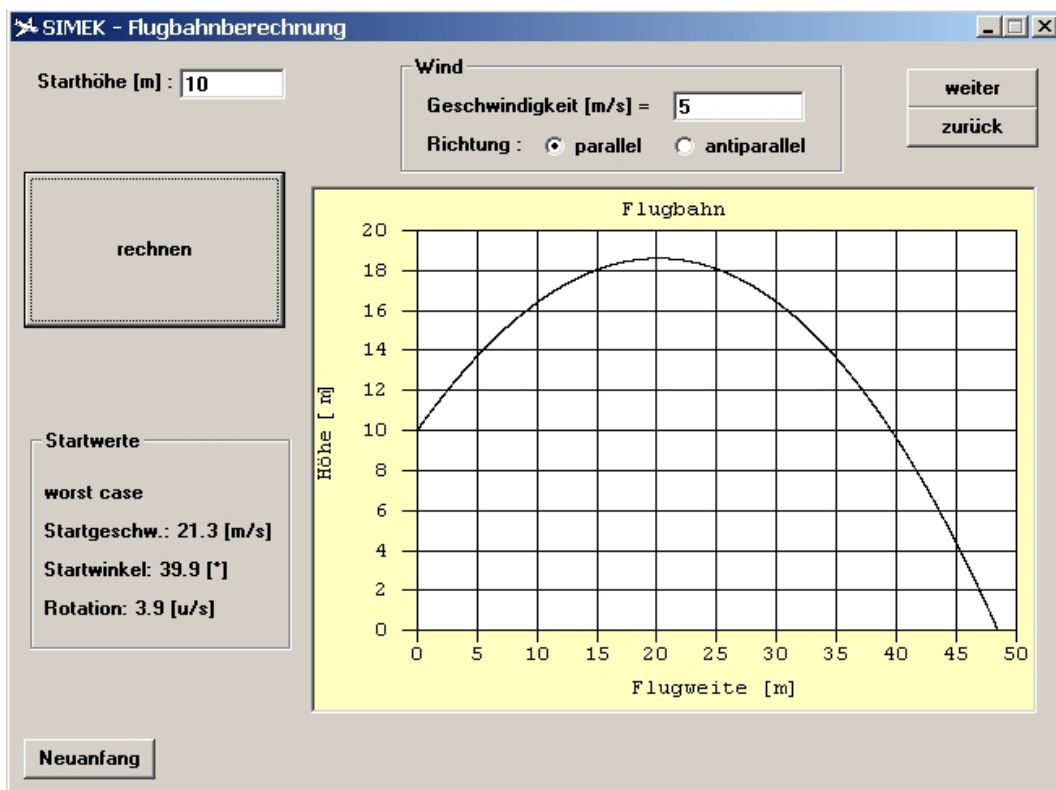 SIMEK - Flugbahnberechnung
Starthöhe [m] : 10
Wind
Geschwindigkeit [m/s] = 5
Richtung : parallel antiparallel
weiter
zurück
rechnen
Flugbahn
20
18
16
14
12
10
8
6
4
2
0
Höhe [ m]
0 5 10 15 20 25 30 35 40 45 50
Flugweite [m]
Startwerte
worst case
Startgeschw.: 21.3 [m/s]
Startwinkel: 39.9 [°]
Rotation: 3.9 [u/s]
Neuanfang